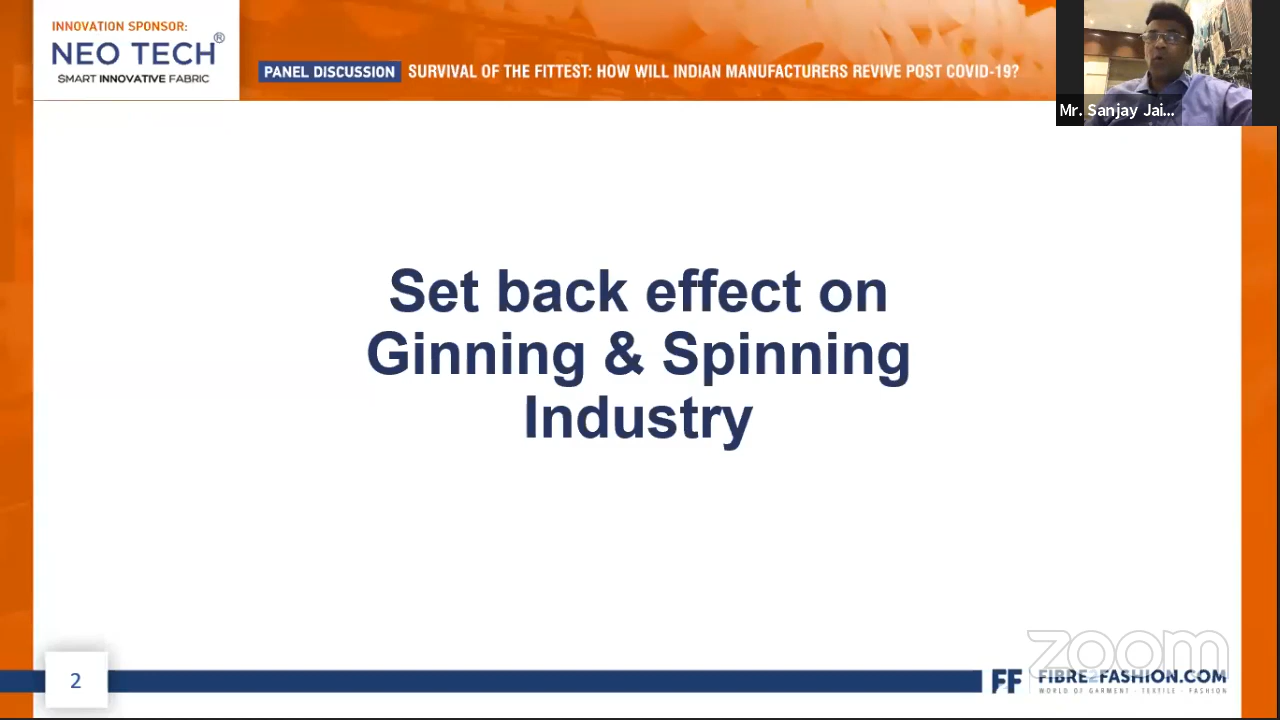 INNOVATION SPONSOR:
NEO TECH®
SMART INNOVATIVE FABRIC
PANEL DISCUSSION SURVIVAL OF THE FITTEST: HOW WILL INDIAN MANUFACTURERS REVIVE POST COVID-19?
Mr. Sanjay Jai...
Set back effect on
Ginning & Spinning
Industry
zoom
2
FF FIBRE2FASHION.COM
WORLD OF GARMENT - TEXTILE - FASHION